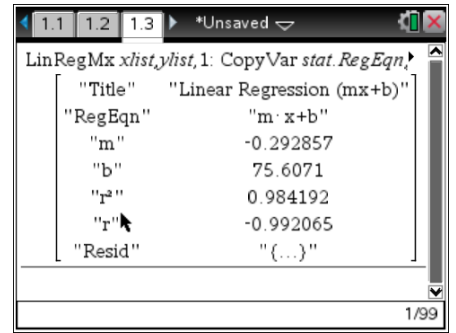 1.1 1.2 1.3 *Unsaved
LinRegMx xlist,ylist,1: CopyVar stat.RegEqn,
"Title" "Linear Regression (mx+b)"
"RegEqn" "m·x+b"
"m" -0.292857
"b" 75.6071
"r²" 0.984192
"r" -0.992065
"Resid" "{...}"
1/99